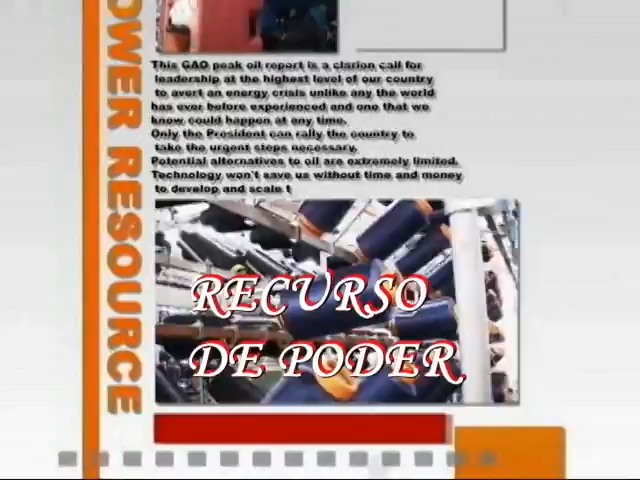 OWER RESOURCE
This GAO peak oil report is a clarion call for
leadership at the highest level of our country
to avert an energy crisis unlike any the world
has ever before experienced and one that we
know could happen at any time.
Only the President can rally the country to
take the urgent steps necessary.
Potential alternatives to oil are extremely limited.
Technology won't save us without time and money
to develop and scale t
RECURSO
DE PODER